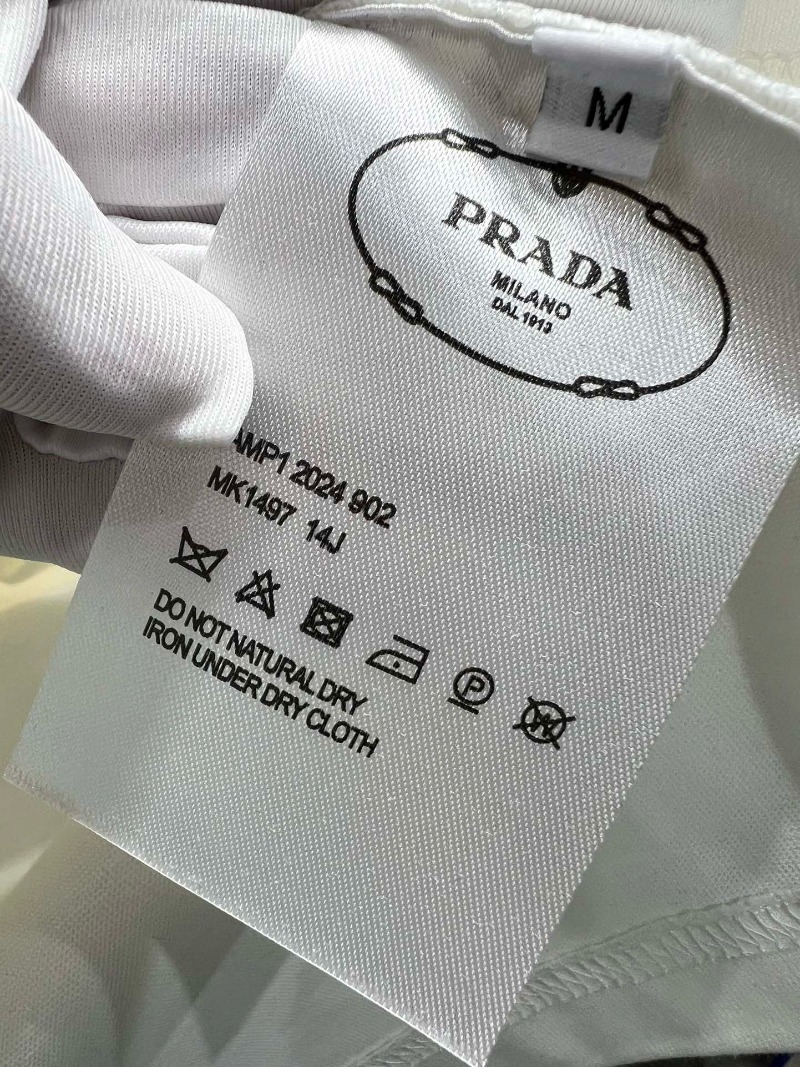 M
PRADA
MILANO
DAL 1913
AMP1 2024 902
MK1497 14J
P
W
DO NOT NATURAL DRY
IRON UNDER DRY CLOTH